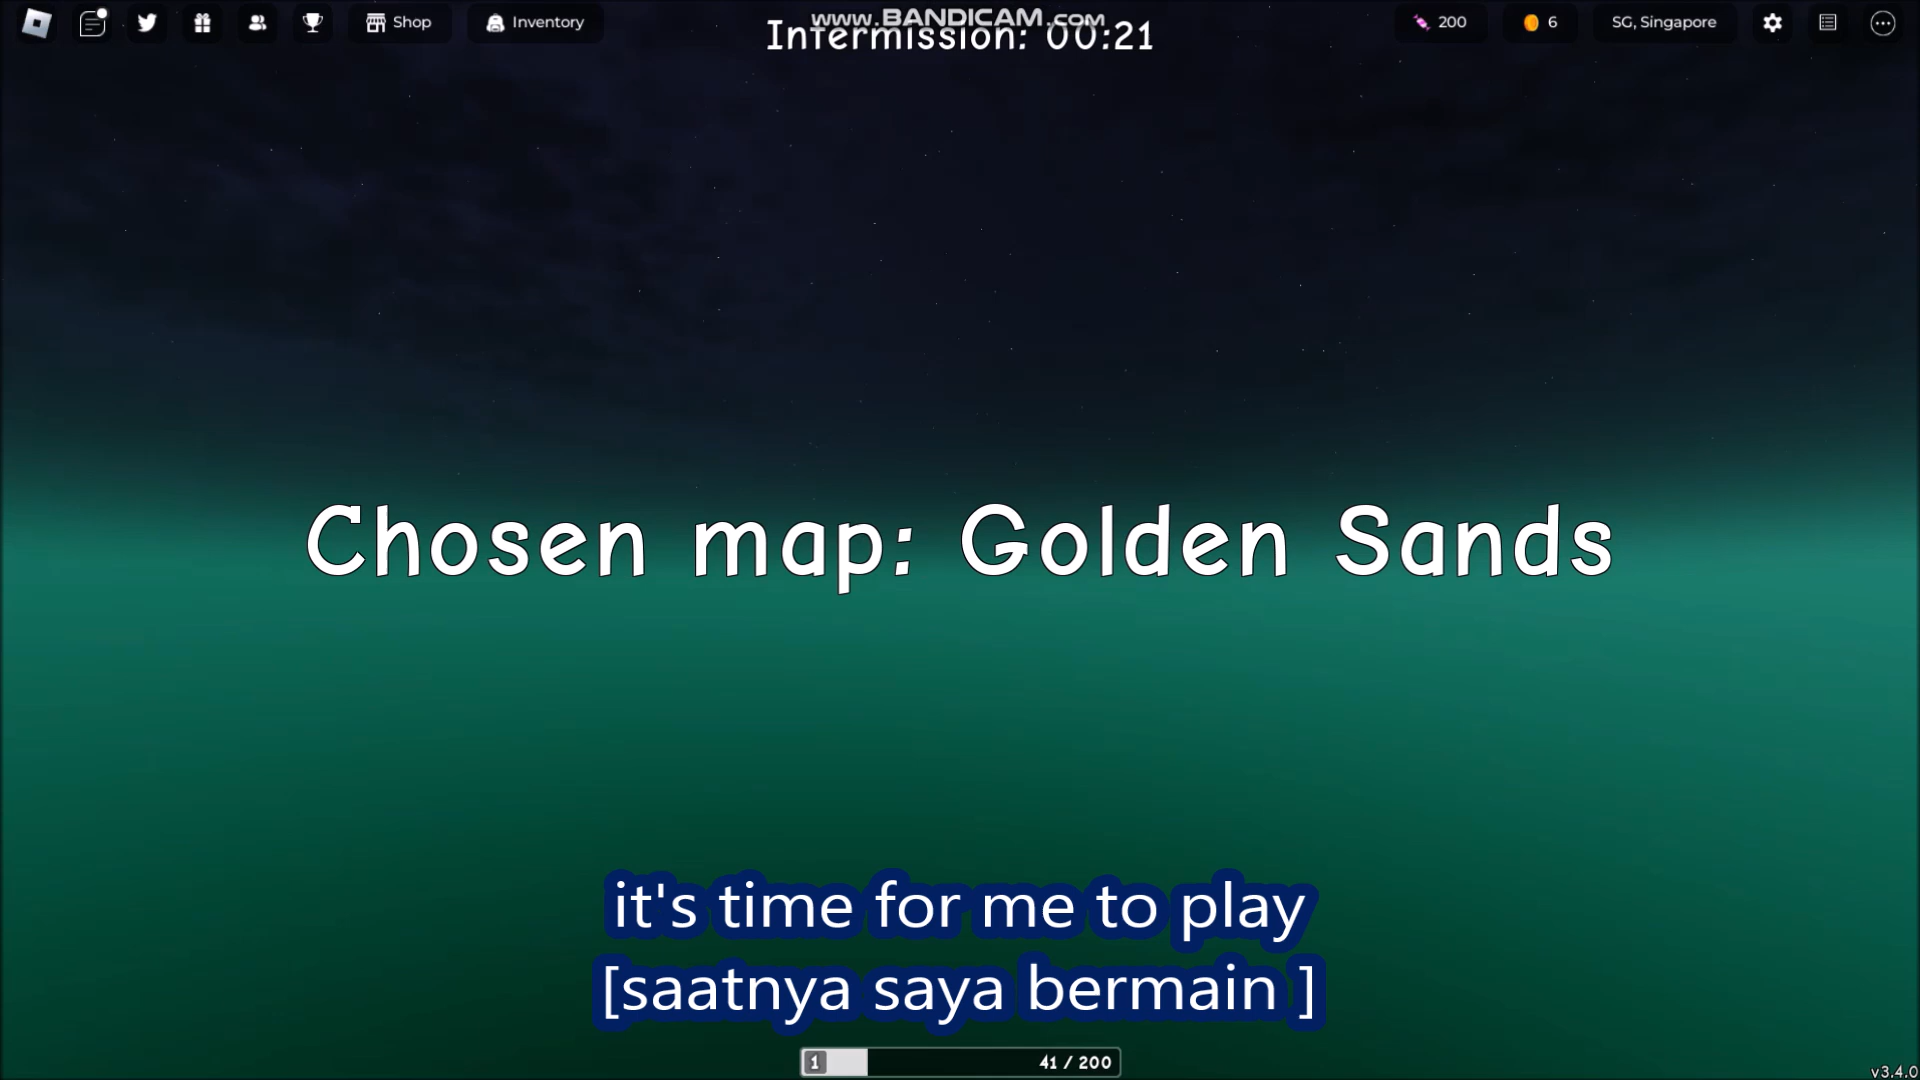 www.BANDICAM.com
Shop
Inventory
Intermission: 00:21
200
6
SG, Singapore
Chosen map: Golden Sands
it's time for me to play
[saatnya saya bermain ]
1
41 / 200
v3.4.0